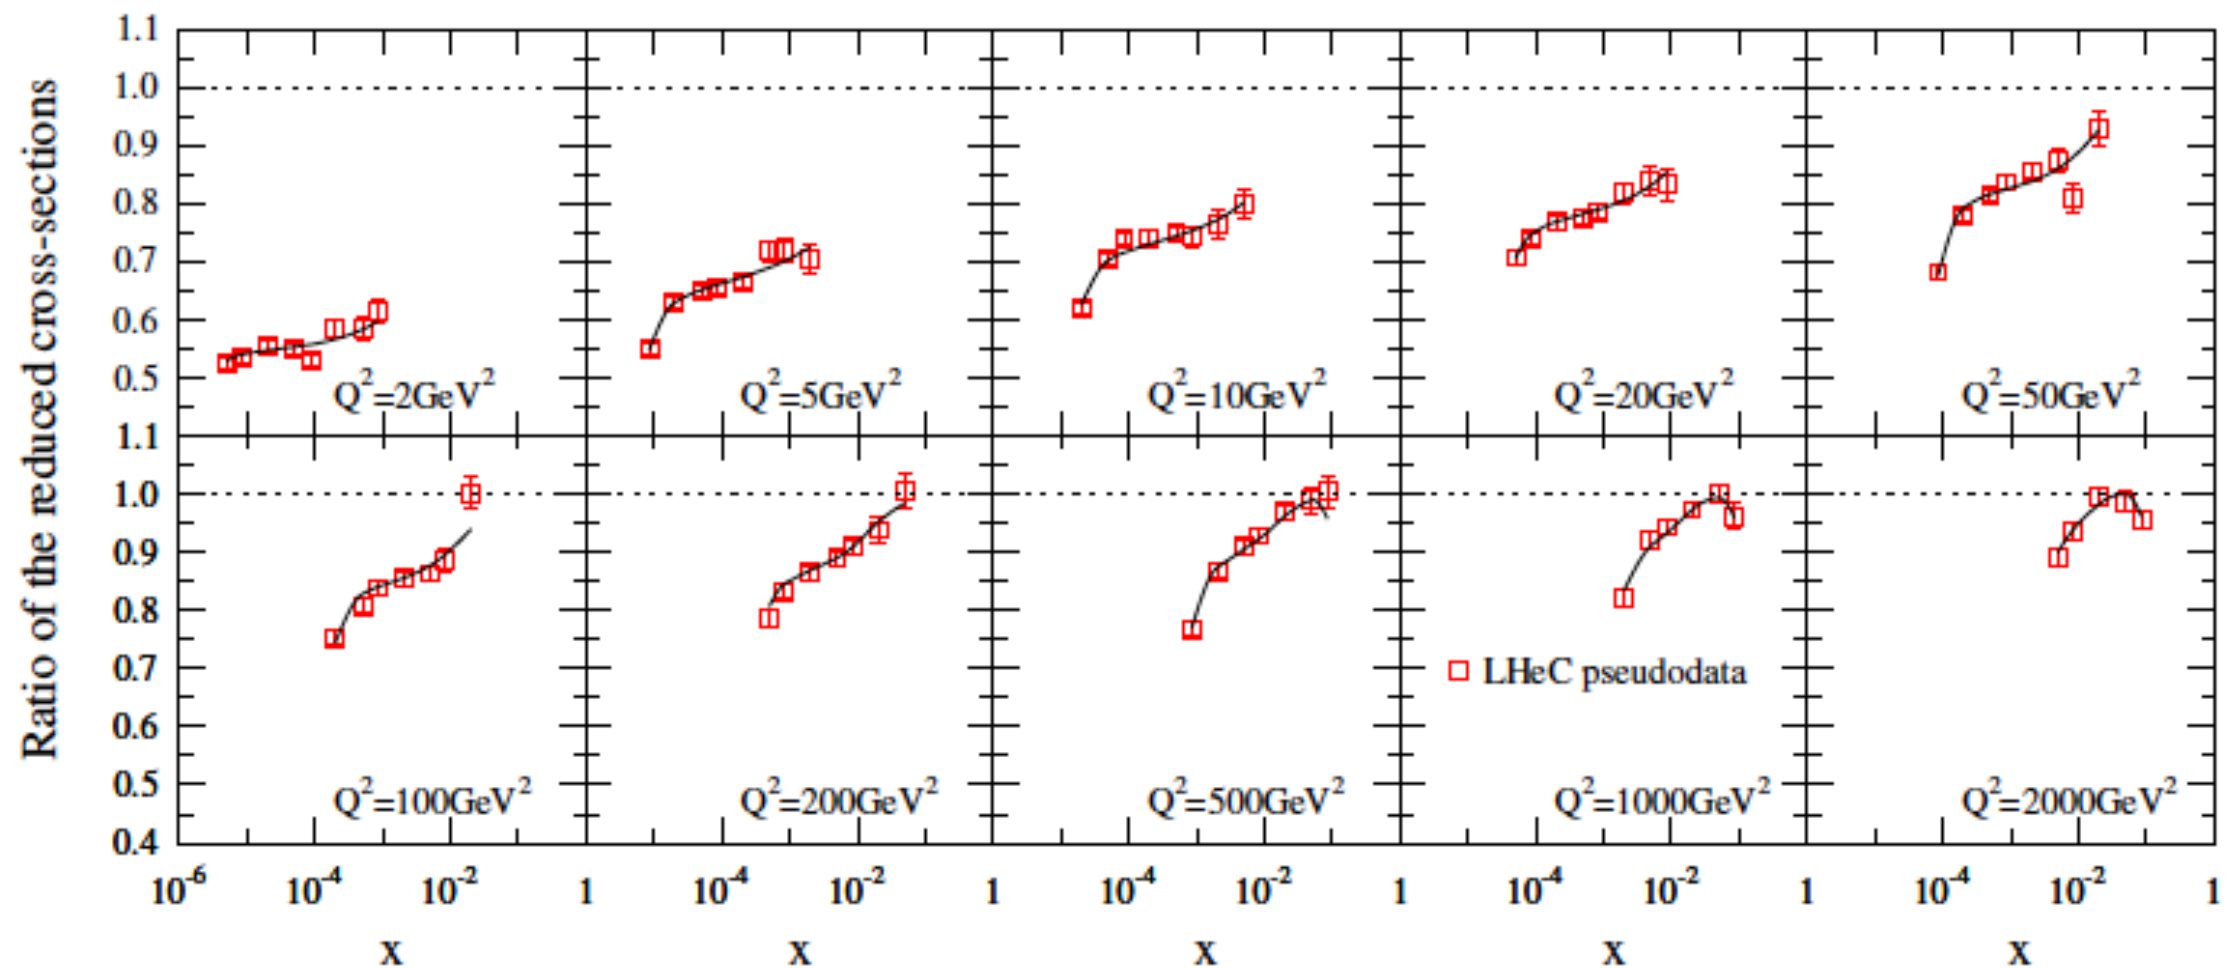 Ratio of the reduced cross-sections
1.1
1.0
0.9
0.8
0.7
0.6
0.5
Q²=2GeV² Q²=5GeV² Q²=10GeV² Q²=20GeV² Q²=50GeV²
1.1
1.0
0.9
0.8
0.7
LHeC pseudodata
0.6
0.5
Q²=100GeV² Q²=200GeV² Q²=500GeV² Q²=1000GeV² Q²=2000GeV²
0.4
10⁻⁶ 10⁻⁴ 10⁻² 1 10⁻⁴ 10⁻² 1 10⁻⁴ 10⁻² 1 10⁻⁴ 10⁻² 1 10⁻⁴ 10⁻² 1
x x x x x